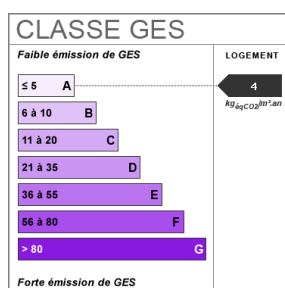 CLASSE GES
Faible émission de GES
LOGEMENT
≤ 5 A
4
kgéqCO2/m².an
6 à 10 B
11 à 20 C
21 à 35 D
36 à 55 E
56 à 80 F
> 80 G
Forte émission de GES